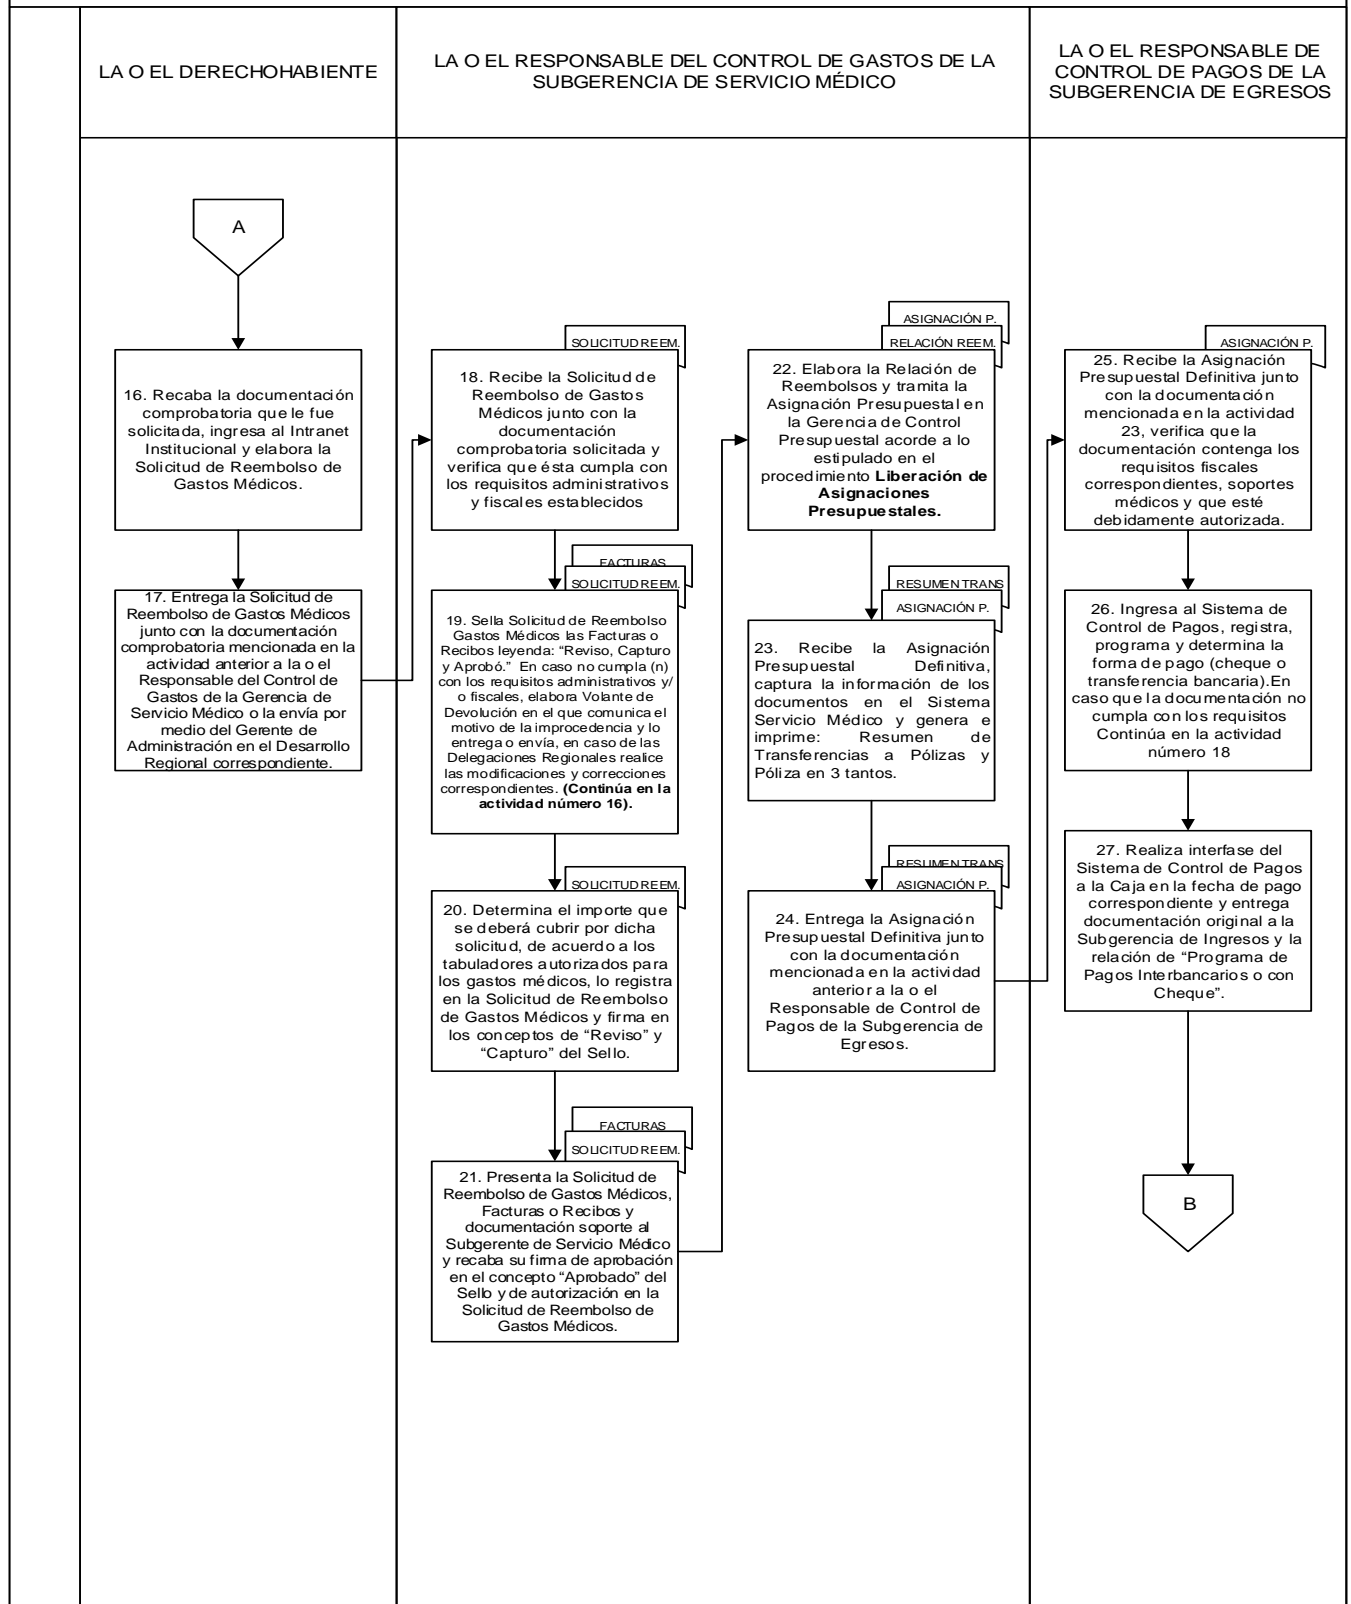 LA O EL DERECHOHABIENTE
LA O EL RESPONSABLE DEL CONTROL DE GASTOS DE LA
SUBGERENCIA DE SERVICIO MÉDICO
LA O EL RESPONSABLE DE
CONTROL DE PAGOS DE LA
SUBGERENCIA DE EGRESOS
A
16. Recaba la documentación
comprobatoria que le fue
solicitada, ingresa al Intranet
Institucional y elabora la
Solicitud de Reembolso de
Gastos Médicos.
17. Entrega la Solicitud de
Reembolso de Gastos Médicos
junto con la documentación
comprobatoria mencionada en la
actividad anterior a la o el
Responsable del Control de
Gastos de la Gerencia de
Servicio Médico o la envía por
medio del Gerente de
Administración en el Desarrollo
Regional correspondiente.
SOLICITUD REEM.
18. Recibe la Solicitud de
Reembolso de Gastos
Médicos junto con la
documentación
comprobatoria solicitada y
verifica que ésta cumpla con
los requisitos administrativos
y fiscales establecidos
FACTURAS
SOLICITUD REEM.
19. Sella Solicitud de Reembolso
Gastos Médicos las Facturas o
Recibos leyenda: “Reviso, Capturo
y Aprobó.” En caso no cumpla (n)
con los requisitos administrativos y/
o fiscales, elabora Volante de
Devolución en el que comunica el
motivo de la improcedencia y lo
entrega o envía, en caso de las
Delegaciones Regionales realice
las modificaciones y correcciones
correspondientes. (Continúa en la
actividad número 16).
SOLICITUD REEM.
20. Determina el importe que
se deberá cubrir por dicha
solicitud, de acuerdo a los
tabuladores autorizados para
los gastos médicos, lo registra
en la Solicitud de Reembolso
de Gastos Médicos y firma en
los conceptos de “Reviso” y
“Capturo” del Sello.
FACTURAS
SOLICITUD REEM.
21. Presenta la Solicitud de
Reembolso de Gastos Médicos,
Facturas o Recibos y
documentación soporte al
Subgerente de Servicio Médico
y recaba su firma de aprobación
en el concepto “Aprobado” del
Sello y de autorización en la
Solicitud de Reembolso de
Gastos Médicos.
ASIGNACIÓN P.
RELACIÓN REEM.
22. Elabora la Relación de
Reembolsos y tramita la
Asignación Presupuestal en
la Gerencia de Control
Presupuestal acorde a lo
estipulado en el
procedimiento Liberación de
Asignaciones
Presupuestales.
RESUMEN TRANS
ASIGNACIÓN P.
23. Recibe la Asignación
Presupuestal Definitiva,
captura la información de los
documentos en el Sistema
Servicio Médico y genera e
imprime: Resumen de
Transferencias a Pólizas y
Póliza en 3 tantos.
RESUMEN TRANS
ASIGNACIÓN P.
24. Entrega la Asignación
Presupuestal Definitiva junto
con la documentación
mencionada en la actividad
anterior a la o el
Responsable de Control de
Pagos de la Subgerencia de
Egresos.
ASIGNACIÓN P.
25. Recibe la Asignación
Presupuestal Definitiva junto
con la documentación
mencionada en la actividad
23, verifica que la
documentación contenga los
requisitos fiscales
correspondientes, soportes
médicos y que esté
debidamente autorizada.
26. Ingresa al Sistema de
Control de Pagos, registra,
programa y determina la
forma de pago (cheque o
transferencia bancaria).En
caso que la documentación no
cumpla con los requisitos
Continúa en la actividad
número 18
27. Realiza interfase del
Sistema de Control de Pagos
a la Caja en la fecha de pago
correspondiente y entrega
documentación original a la
Subgerencia de Ingresos y la
relación de “Programa de
Pagos Interbancarios o con
Cheque”.
B